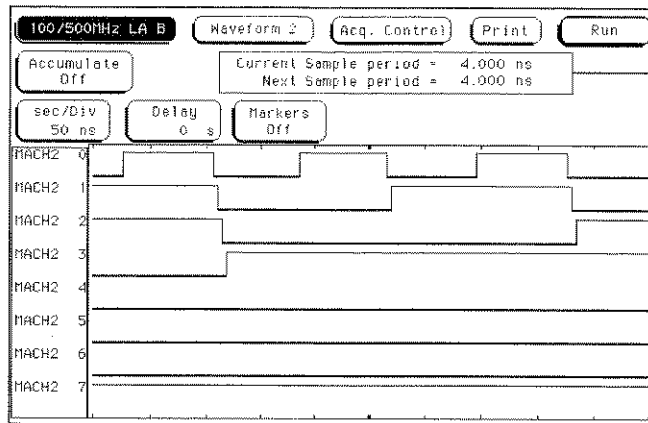 100/500MHz LA B Waveform 2 Acq. Control Print Run
Accumulate
Off
Current Sample period = 4.000 ns
Next Sample period = 4.000 ns
sec/Div
50 ns
Delay
0 s
Markers
Off
MACH2 0
MACH2 1
MACH2 2
MACH2 3
MACH2 4
MACH2 5
MACH2 6
MACH2 7